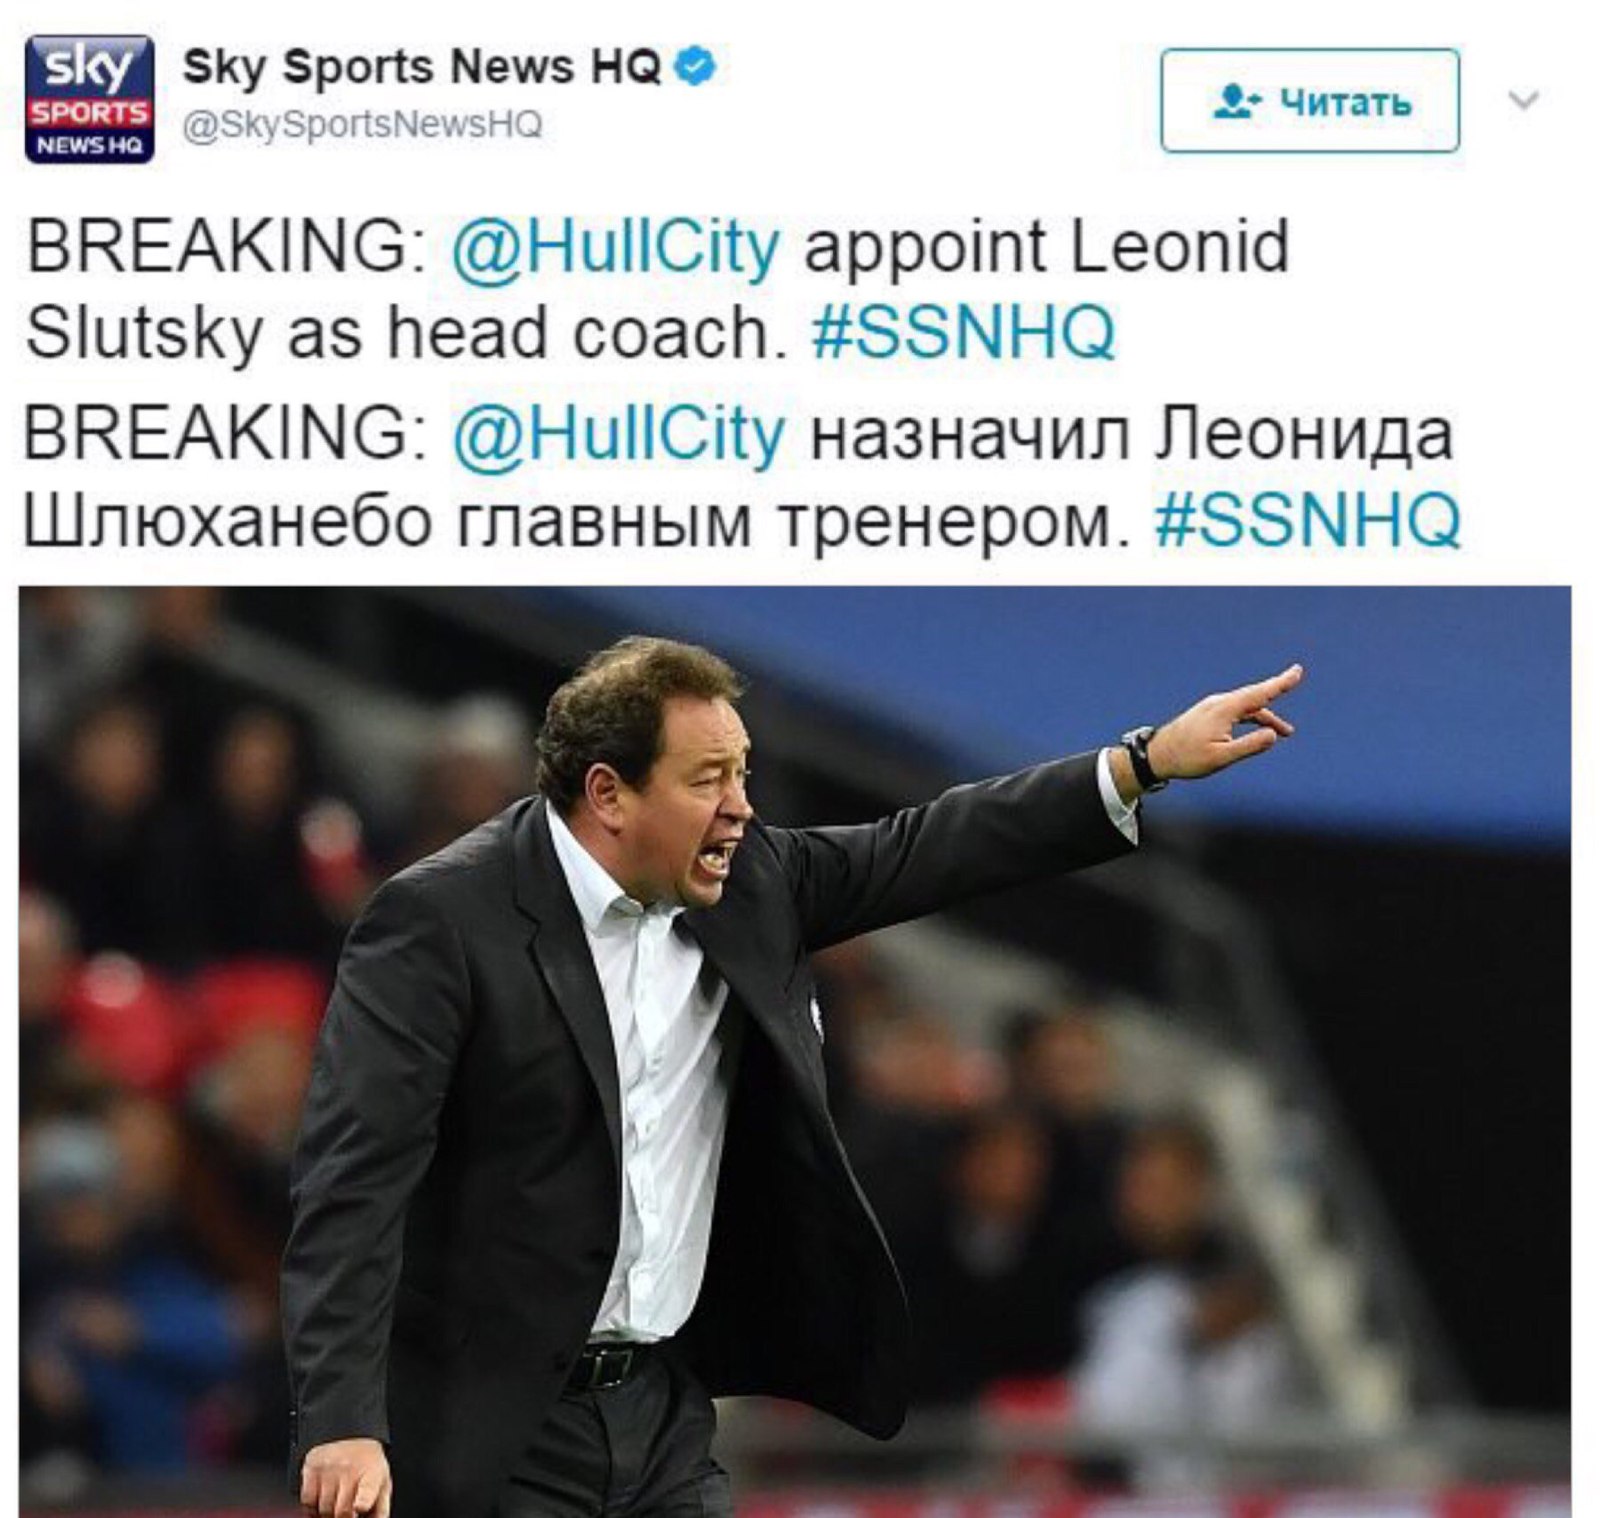 sky
SPORTS
NEWS HQ
Sky Sports News HQ
@SkySportsNewsHQ
Читать
BREAKING: @HullCity appoint Leonid
Slutsky as head coach. #SSNHQ
BREAKING: @HullCity назначил Леонида
Шлюханебо главным тренером. #SSNHQ